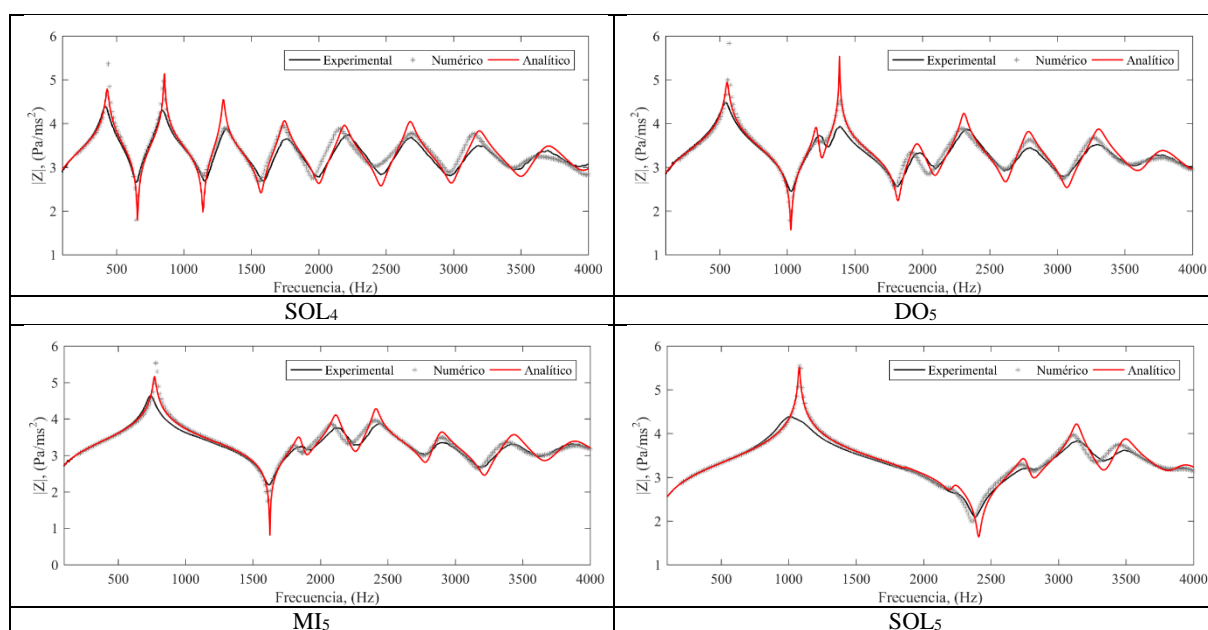 6
5
4
3
2
1
|Z|, (Pa/ms²)
Experimental Numérico Analítico
500 1000 1500 2000 2500 3000 3500 4000
Frecuencia, (Hz)
SOL₄
6
5
4
3
2
1
|Z|, (Pa/ms²)
Experimental Numérico Analítico
500 1000 1500 2000 2500 3000 3500 4000
Frecuencia, (Hz)
DO₅
6
5
4
3
2
1
0
|Z|, (Pa/ms²)
Experimental Numérico Analítico
500 1000 1500 2000 2500 3000 3500 4000
Frecuencia, (Hz)
MI₅
6
5
4
3
2
1
|Z|, (Pa/ms²)
Experimental Numérico Analítico
500 1000 1500 2000 2500 3000 3500 4000
Frecuencia, (Hz)
SOL₅